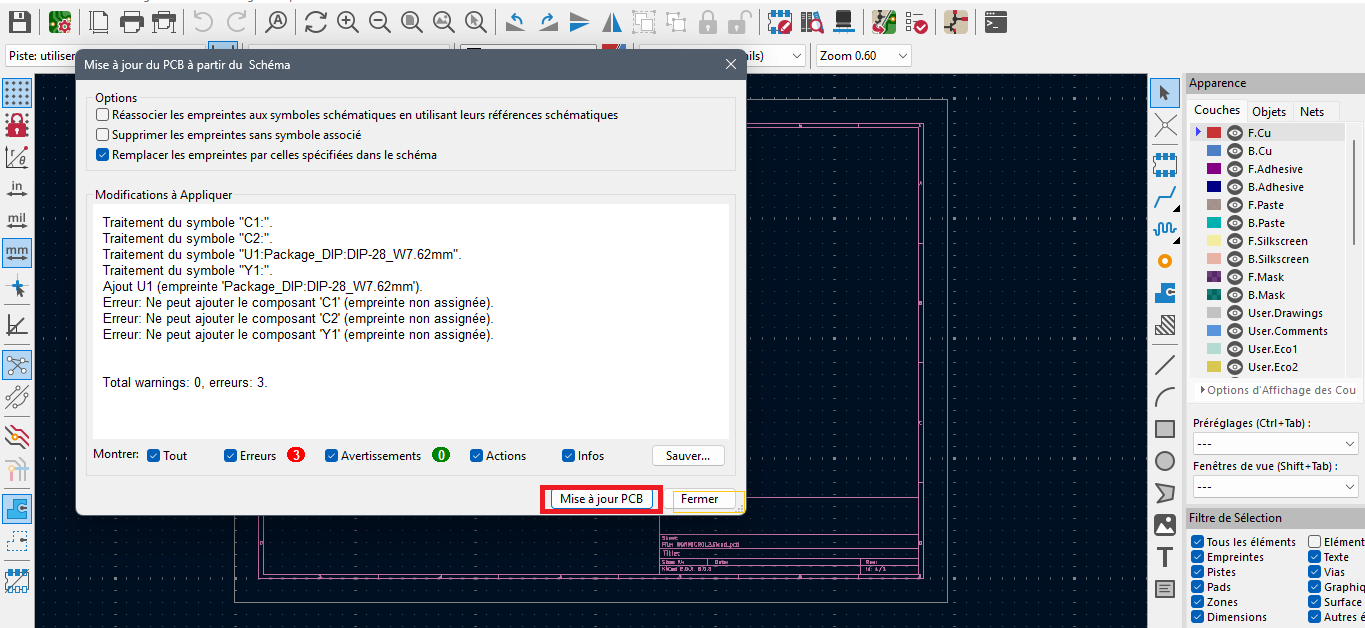 Piste: utiliser
ils)
Zoom 0.60
Mise à jour du PCB à partir du Schéma
Options
Réassocier les empreintes aux symboles schématiques en utilisant leurs références schématiques
Supprimer les empreintes sans symbole associé
Remplacer les empreintes par celles spécifiées dans le schéma
Modifications à Appliquer
Traitement du symbole "C1:".
Traitement du symbole "C2:".
Traitement du symbole "U1:Package_DIP:DIP-28_W7.62mm".
Traitement du symbole "Y1:".
Ajout U1 (empreinte 'Package_DIP:DIP-28_W7.62mm').
Erreur: Ne peut ajouter le composant 'C1' (empreinte non assignée).
Erreur: Ne peut ajouter le composant 'C2' (empreinte non assignée).
Erreur: Ne peut ajouter le composant 'Y1' (empreinte non assignée).
Total warnings: 0, erreurs: 3.
Montrer: Tout Erreurs 3 Avertissements 0 Actions Infos Sauver...
Mise à jour PCB Fermer
in
mil
mm
Apparence
Couches Objets Nets
F.Cu
B.Cu
F.Adhesive
B.Adhesive
F.Paste
B.Paste
F.Silkscreen
B.Silkscreen
F.Mask
B.Mask
User.Drawings
User.Comments
User.Eco1
User.Eco2
Options d'Affichage des Cou
Préréglages (Ctrl+Tab) :
---
Fenêtres de vue (Shift+Tab) :
---
Filtre de Sélection
Tous les éléments Elément
Empreintes Texte
Pistes Vias
Pads Graphiq
Zones Surface
Dimensions Autres é
Sheet:
Title: